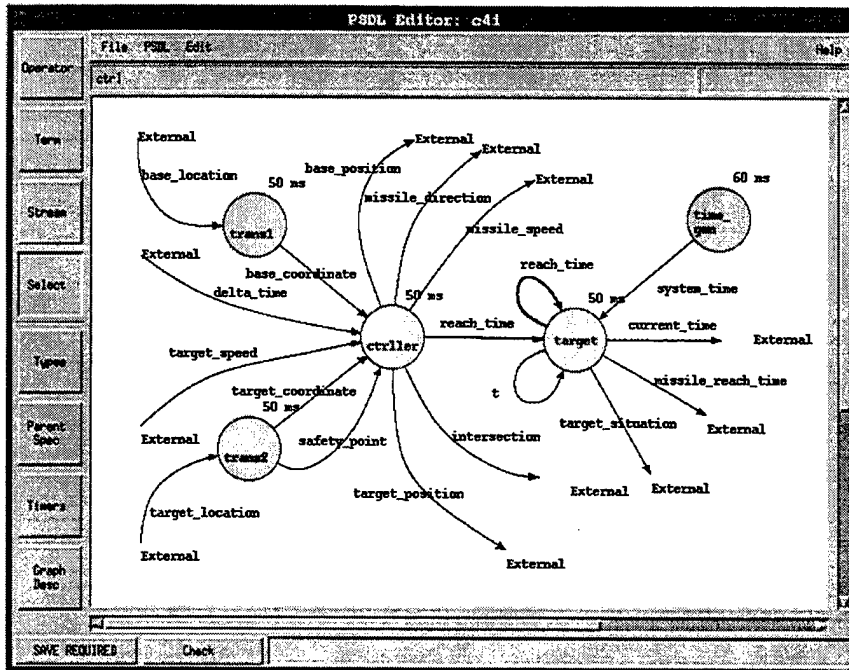 PSDL Editor: c4i
File PSDL Edit Help
Operator
ctrl
Term
Stream
Select
Types
Parent
Spec
Timers
Graph
Desc
External
base_location
50 ms
trans1
External
base_coordinate
delta_time
base_position
External
External
missile_direction
External
missile_speed
60 ms
time_
gen
system_time
reach_time
50 ms
ctrller
reach_time
50 ms
target
current_time
External
target_speed
target_coordinate
50 ms
External
trans2
safety_point
target_location
External
t
missile_reach_time
External
target_situation
External
intersection
External
target_position
External
SAVE REQUIRED Check